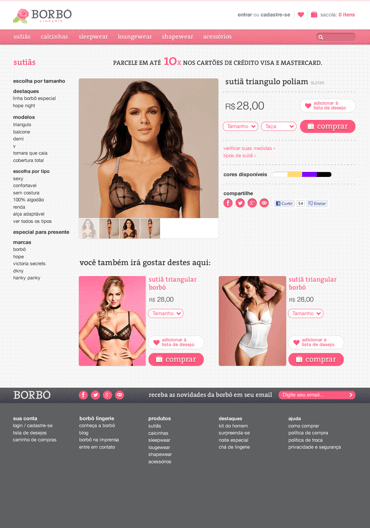 BORBO
LINGERIE
entrar ou cadastre-se
sacola: 0 itens
sutiãs calcinhas sleepwear loungewear shapewear acessórios
sutiãs
PARCELE EM ATÉ 10X NOS CARTÕES DE CRÉDITO VISA E MASTERCARD.
escolha por tamanho
destaques
linha borbô especial
hope night
modelos
triangulo
balcone
demi
v
tomara que caia
cobertura total
escolha por tipo
sexy
confortavel
sem costura
100% algodão
renda
alça adaptável
ver todos os tipos
especial para presente
marcas
borbô
hope
victoria secrets
dkny
hanky panky
sutiã triangulo poliam
R$28,00
adicionar à
lista de desejo
Tamanho Taça comprar
verificar suas medidas ›
tipos de sutiã ›
cores disponíveis
compartilhe
Curtir 54 Enviar
você também irá gostar destes aqui:
sutiã triangular
borbô
R$ 28,00
Tamanho
adicionar à
lista de desejo
comprar
sutiã triangular
borbô
R$ 28,00
Tamanho
adicionar à
lista de desejo
comprar
BORBO
receba as novidades da borbô em seu email
Digite seu email...
sua conta
login / cadastre-se
lista de desejos
carrinho de compras
borbô lingerie
conheça a borbô
blog
borbô na imprensa
entre em contato
produtos
sutiãs
calcinhas
sleepwear
lougewear
shapewear
acessórios
destaques
kit do homem
surpreenda-se
noite especial
chá de lingerie
ajuda
como comprar
política de compra
política de troca
privacidade e segurança